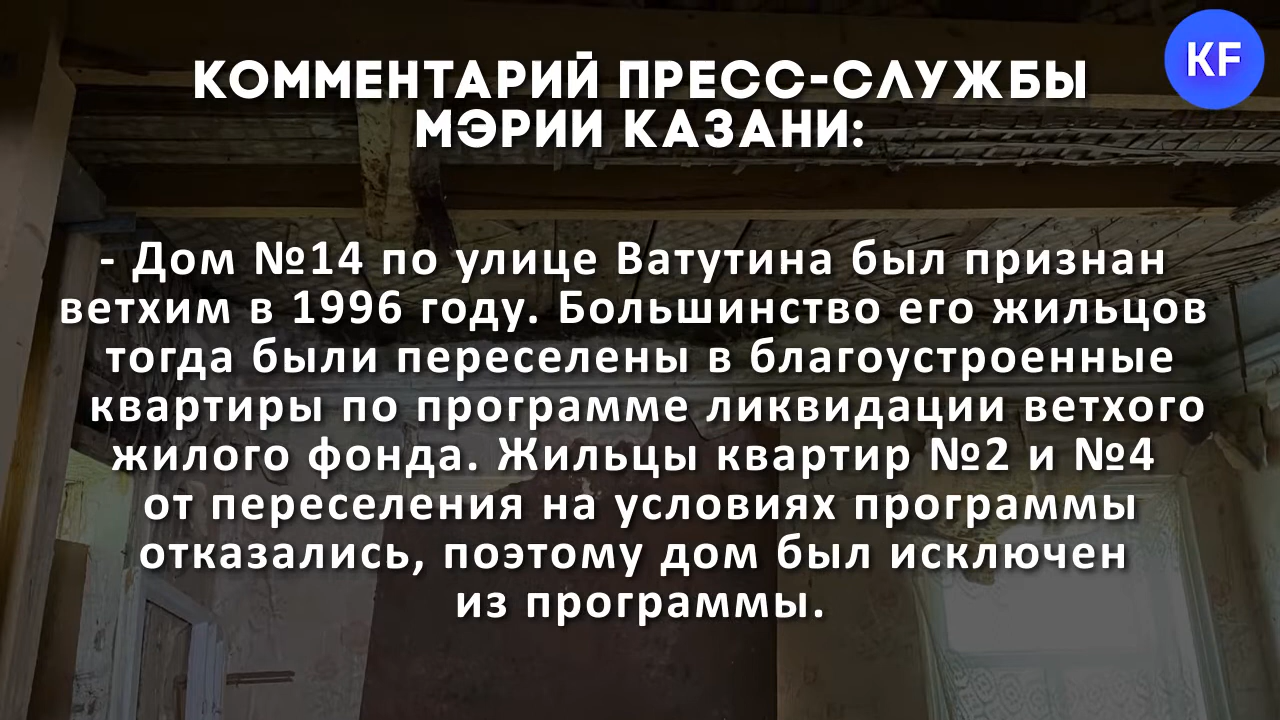 KF
КОММЕНТАРИЙ ПРЕСС-СЛУЖБЫ
МЭРИИ КАЗАНИ:
- Дом №14 по улице Ватутина был признан
ветхим в 1996 году. Большинство его жильцов
тогда были переселены в благоустроенные
квартиры по программе ликвидации ветхого
жилого фонда. Жильцы квартир №2 и №4
от переселения на условиях программы
отказались, поэтому дом был исключен
из программы.